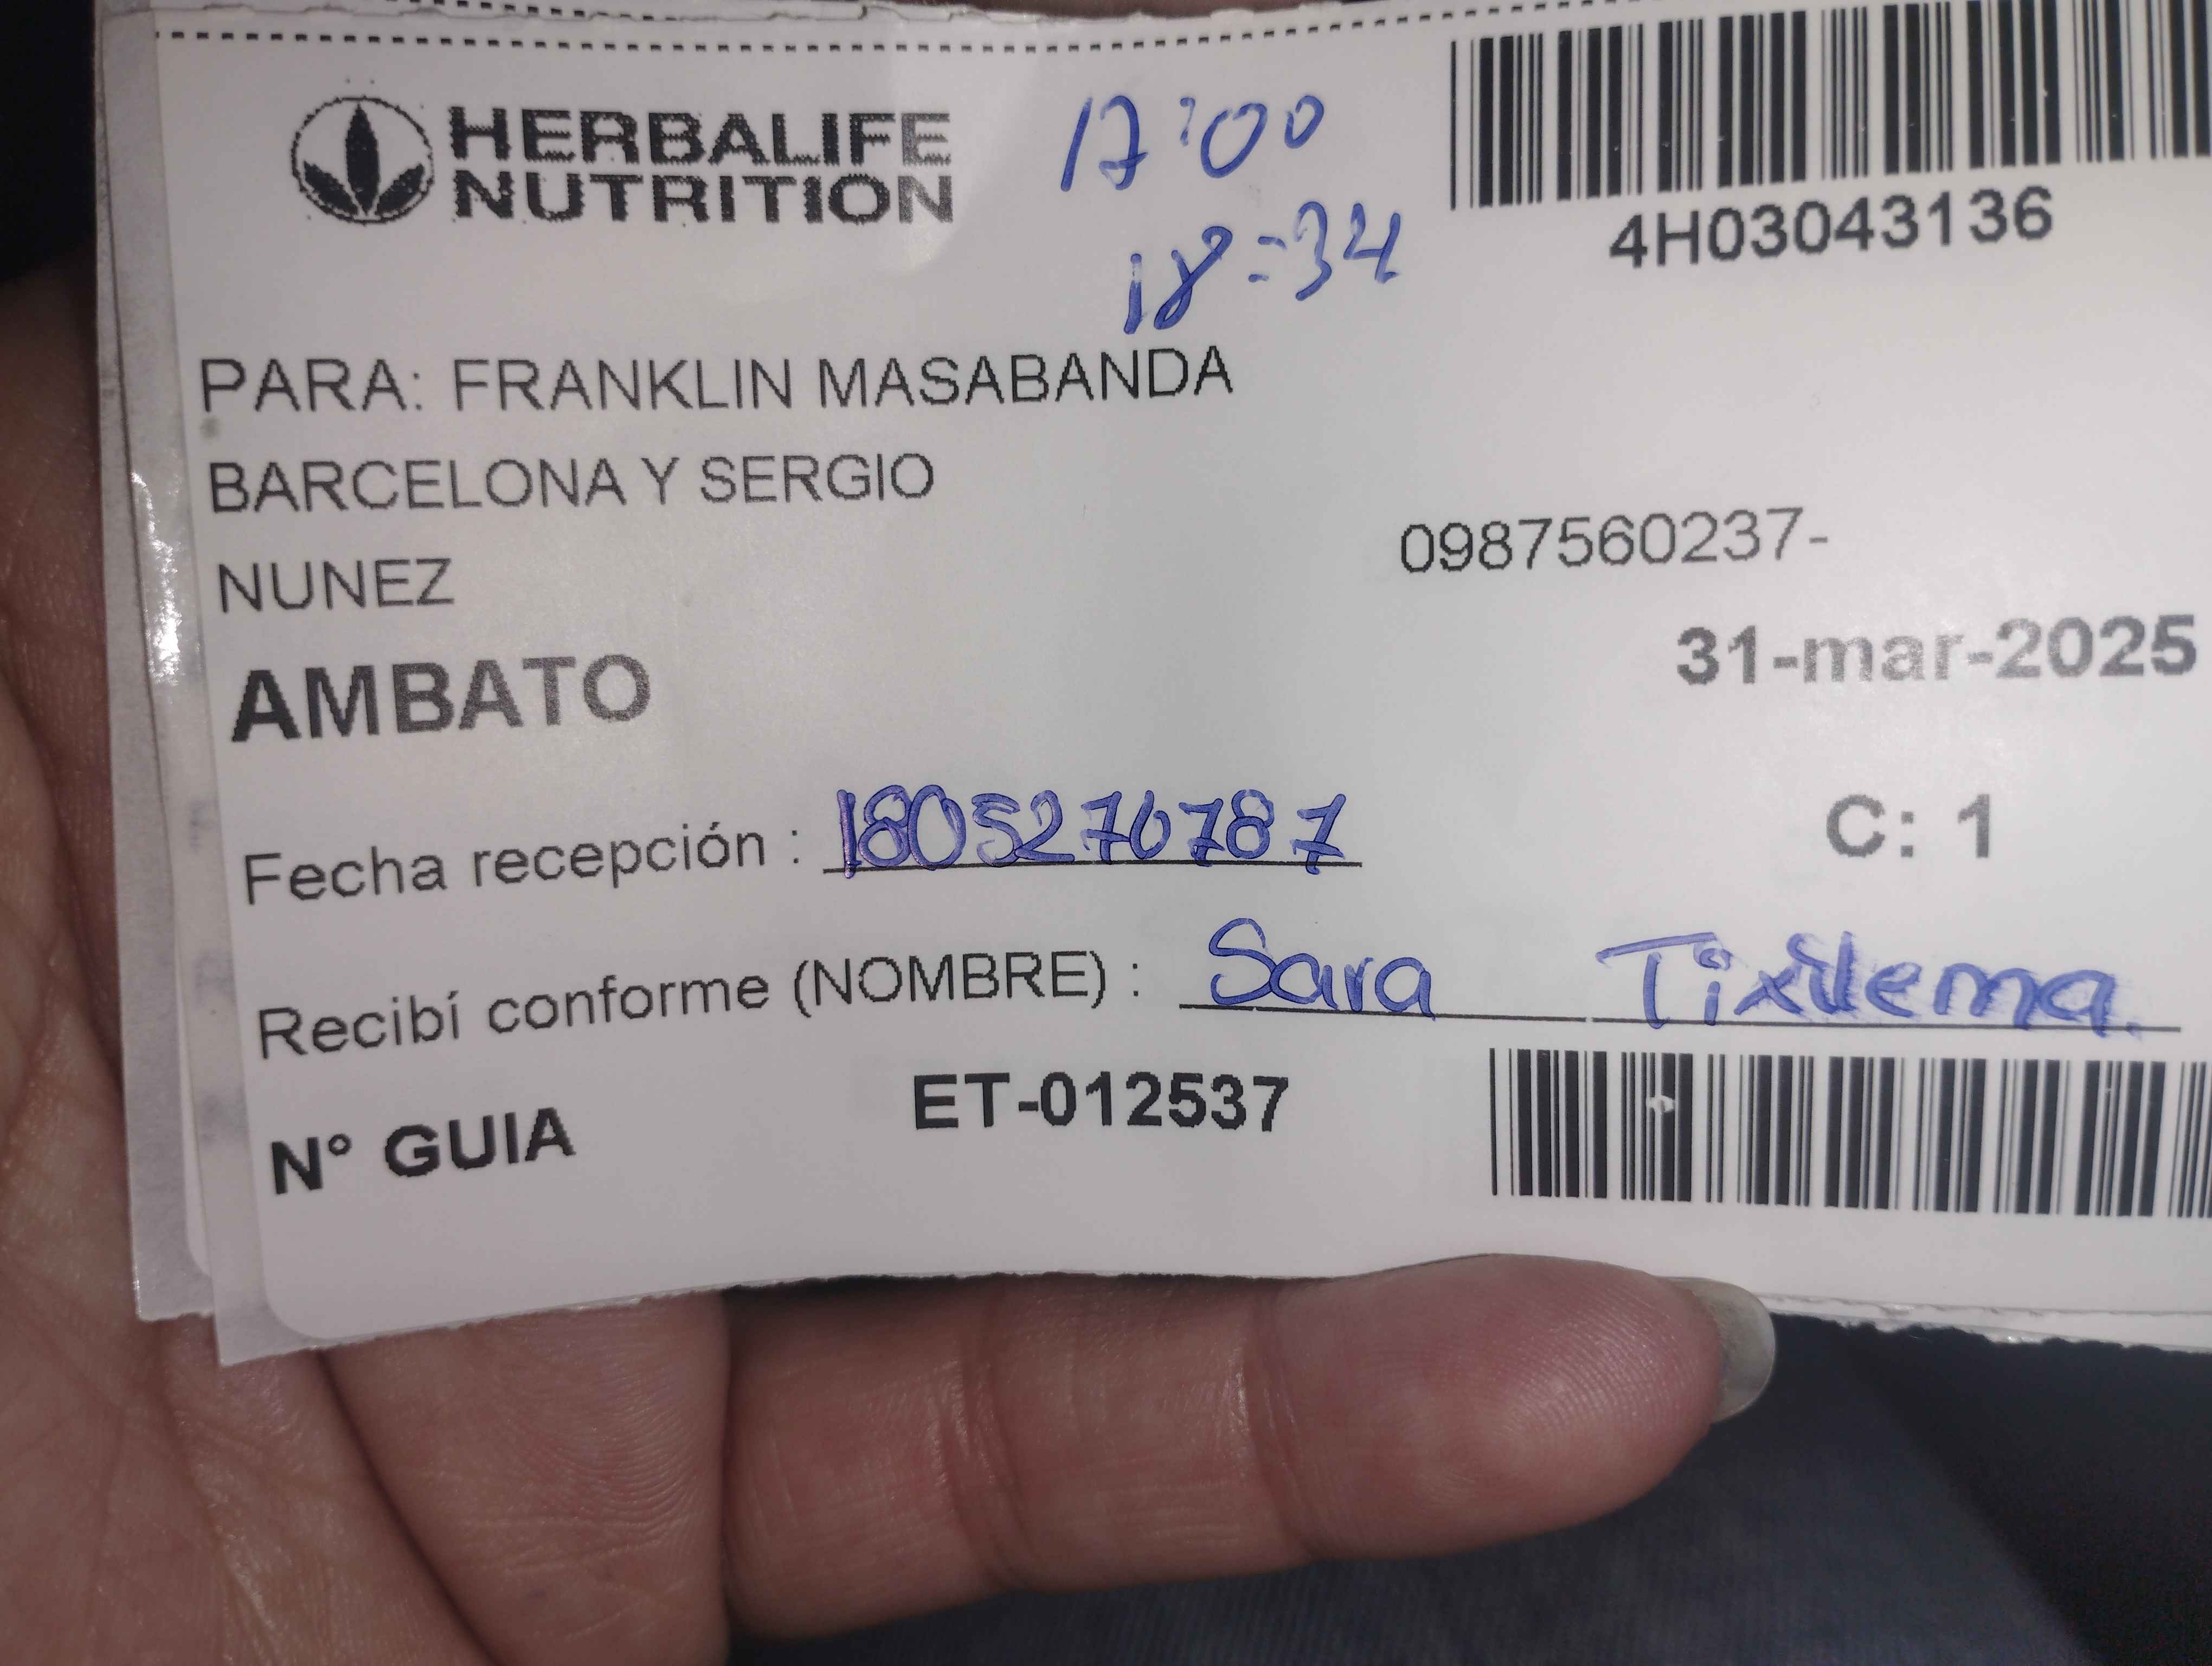 HERBALIFE
NUTRITION
17:00
18:34
4H03043136
PARA: FRANKLIN MASABANDA
BARCELONA Y SERGIO
NUNEZ
0987560237-
AMBATO
31-mar-2025
Fecha recepción : 1805270787
C: 1
Recibí conforme (NOMBRE) : Sara Tixilema
N° GUIA ET-012537